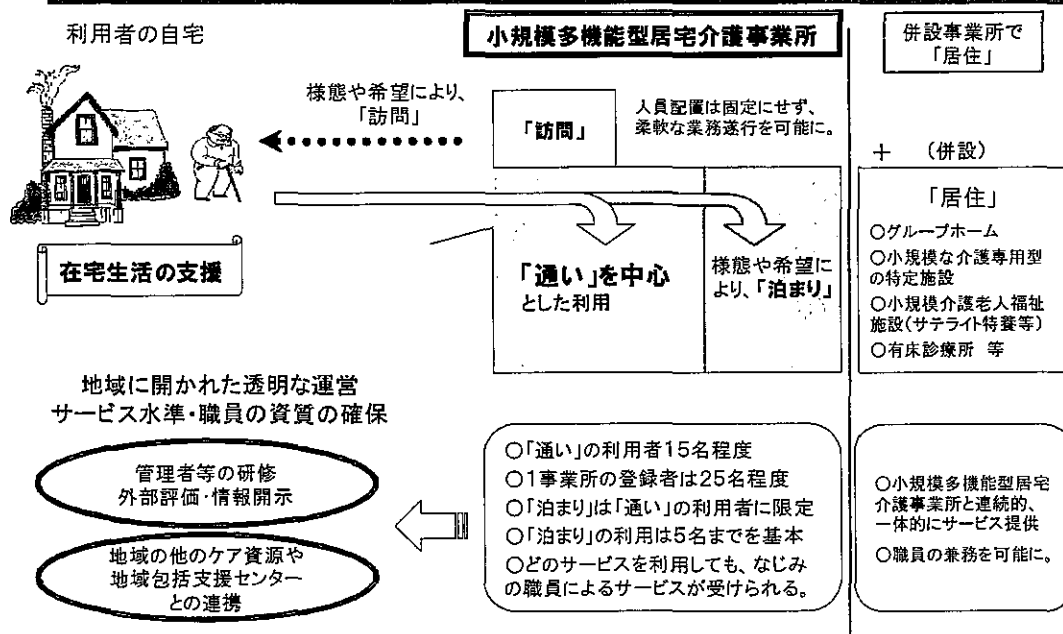 利用者の自宅
小規模多機能型居宅介護事業所
併設事業所で
「居住」
様態や希望により、
「訪問」
「訪問」
人員配置は固定にせず、
柔軟な業務遂行を可能に。
+ (併設)
在宅生活の支援
「通い」を中心
とした利用
様態や希望に
より、「泊まり」
「居住」
○グループホーム
○小規模な介護専用型
の特定施設
○小規模介護老人福祉
施設(サテライト特養等)
○有床診療所 等
地域に開かれた透明な運営
サービス水準・職員の資質の確保
管理者等の研修
外部評価・情報開示
地域の他のケア資源や
地域包括支援センター
との連携
○「通い」の利用者15名程度
○1事業所の登録者は25名程度
○「泊まり」は「通い」の利用者に限定
○「泊まり」の利用は5名までを基本
○どのサービスを利用しても、なじみ
の職員によるサービスが受けられる。
○小規模多機能型居宅
介護事業所と連続的、
一体的にサービス提供
○職員の兼務を可能に。